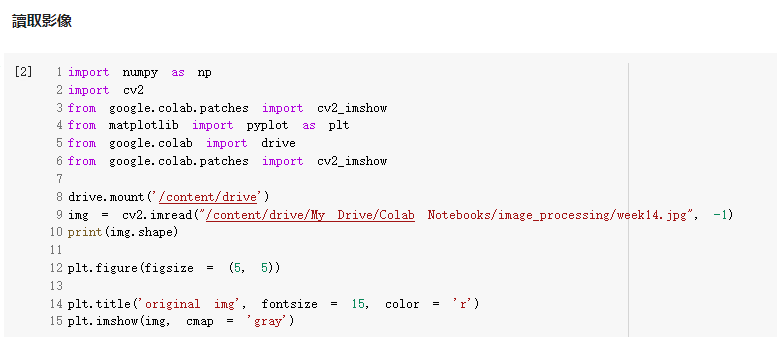 讀取影像
[2] 1 import numpy as np
2 import cv2
3 from google.colab.patches import cv2_imshow
4 from matplotlib import pyplot as plt
5 from google.colab import drive
6 from google.colab.patches import cv2_imshow
7
8 drive.mount('/content/drive')
9 img = cv2.imread("/content/drive/My Drive/Colab Notebooks/image_processing/week14.jpg", -1)
10 print(img.shape)
11
12 plt.figure(figsize = (5, 5))
13
14 plt.title('original img', fontsize = 15, color = 'r')
15 plt.imshow(img, cmap = 'gray')